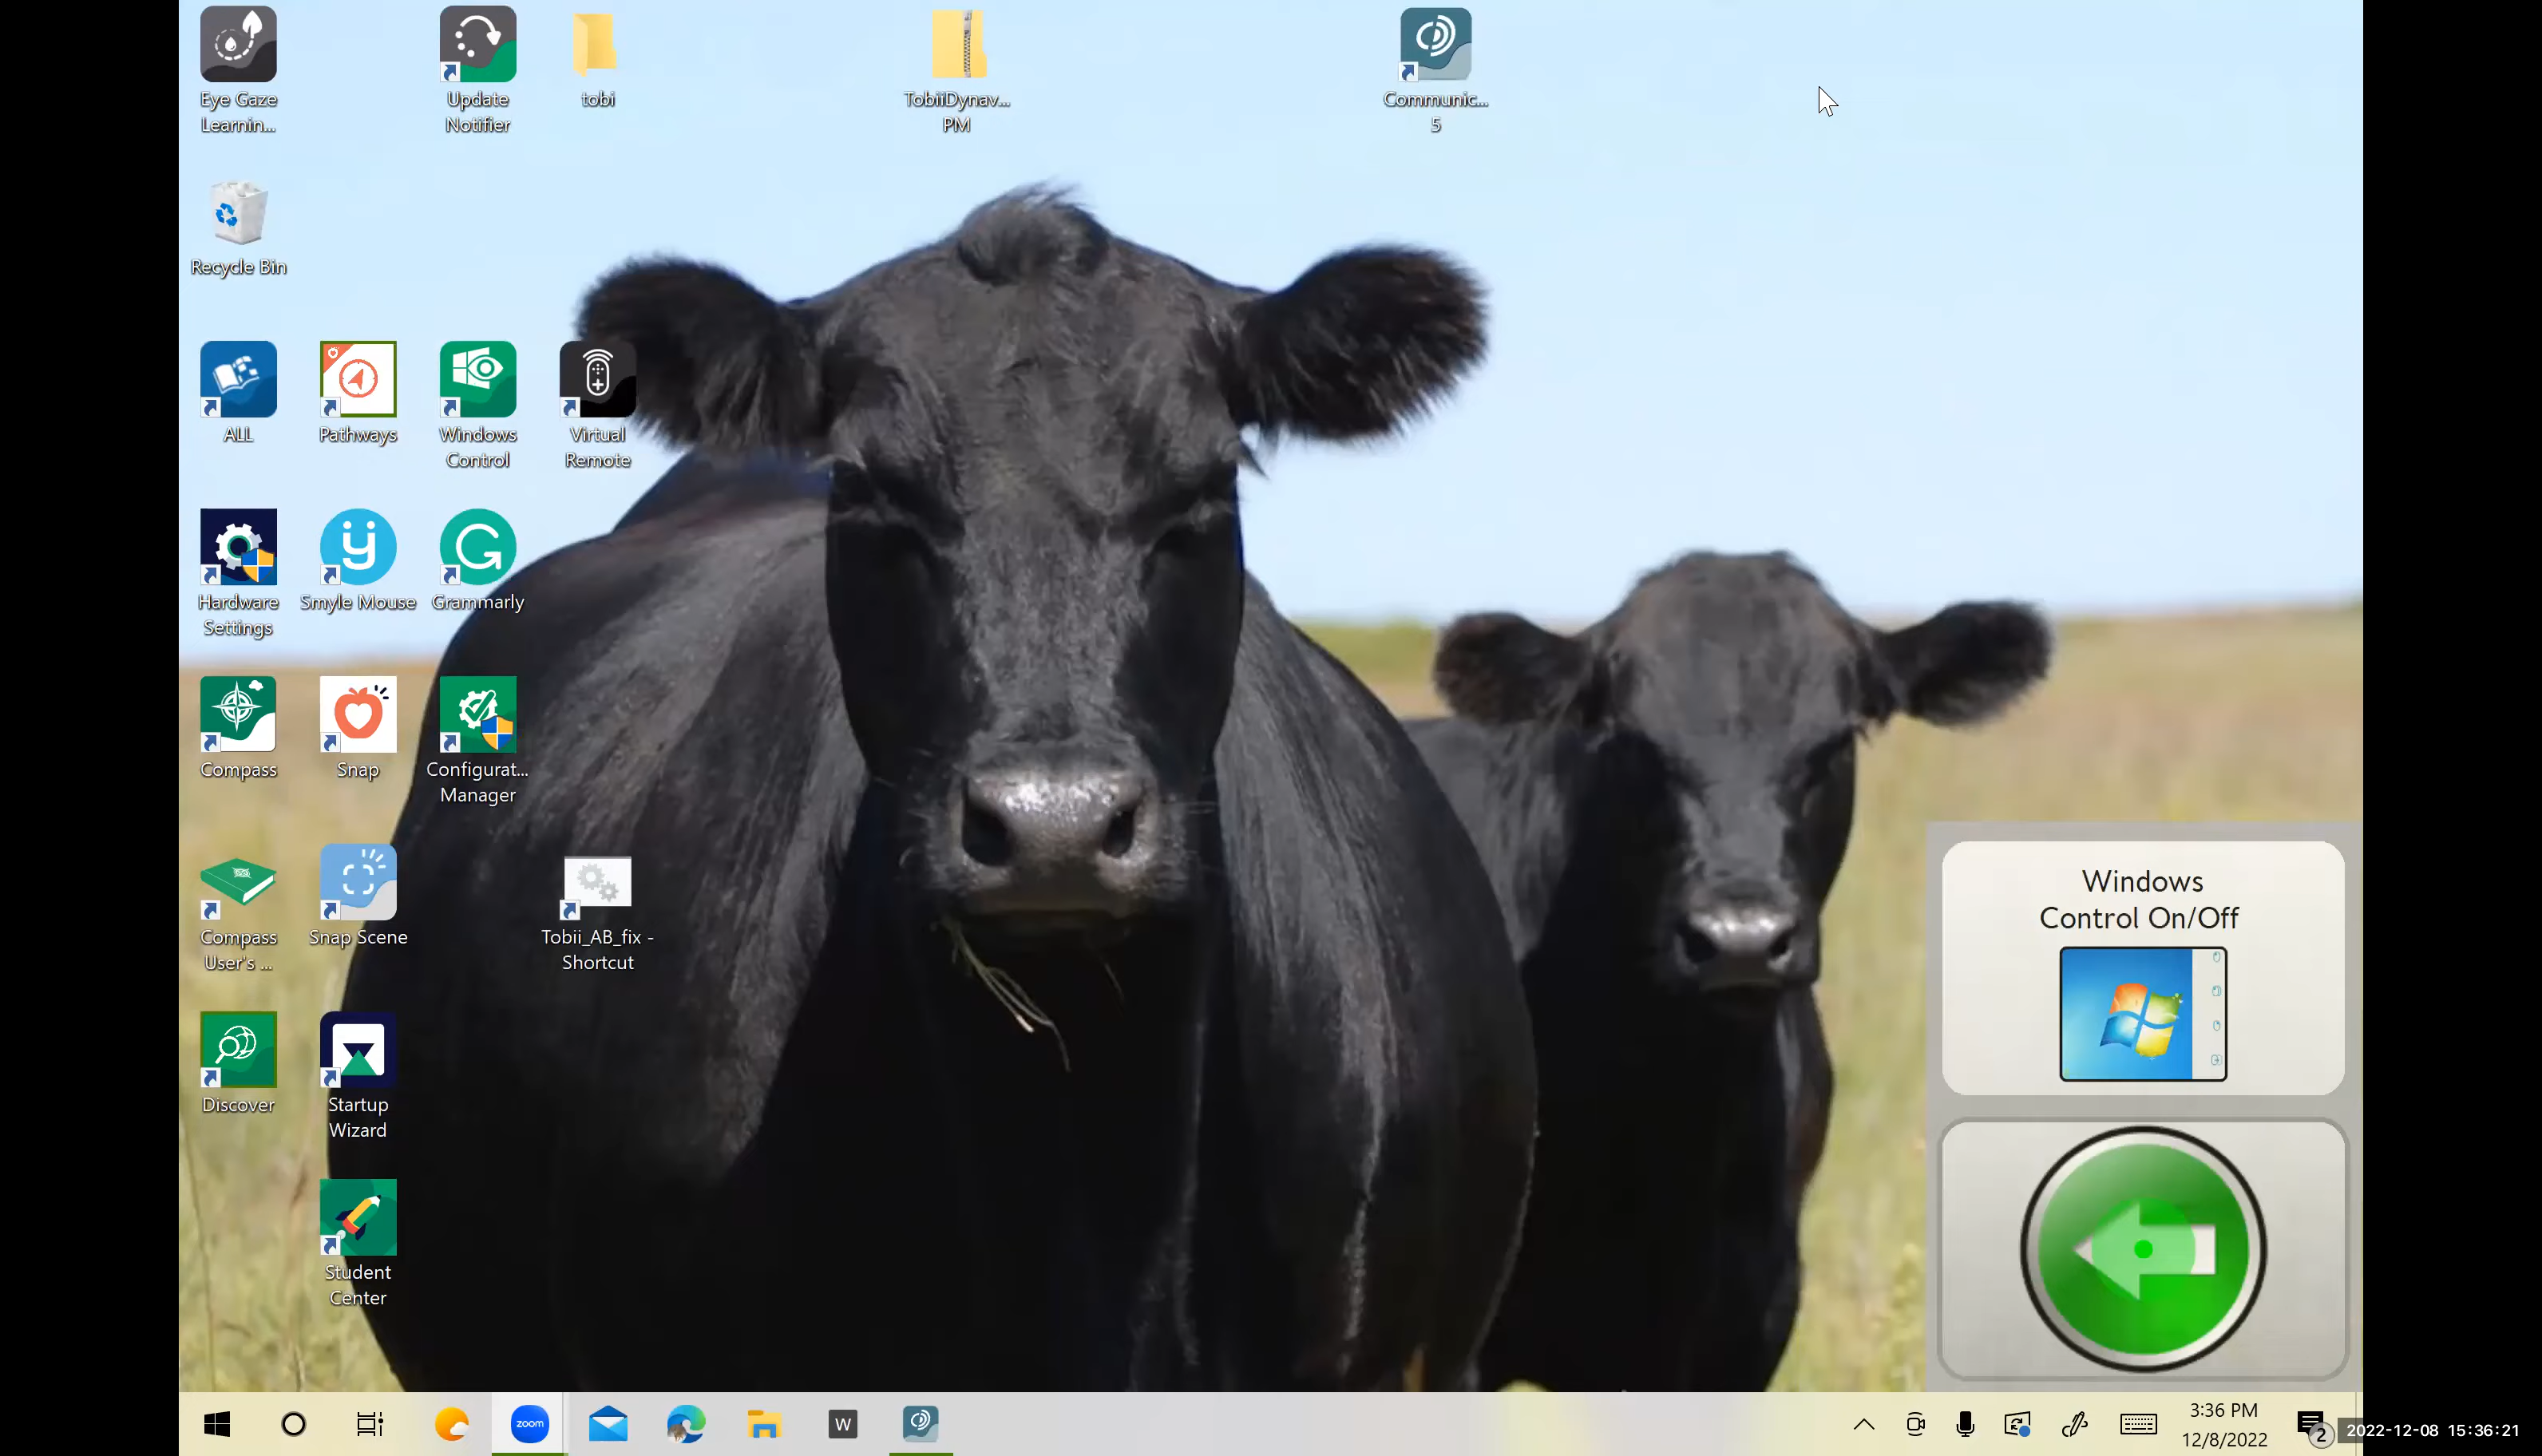 Eye Gaze
Learnin...
Update
Notifier
tobi
TobiiDynav...
PM
Communic...
5
Recycle Bin
ALL
Pathways
Windows
Control
Virtual
Remote
Hardware
Settings
Smyle Mouse
Grammarly
Compass
Snap
Configurat...
Manager
Compass
User's ...
Snap Scene
Tobii_AB_fix -
Shortcut
Discover
Startup
Wizard
Student
Center
Windows
Control On/Off
zoom
W
3:36 PM
12/8/2022
2
2022-12-08 15:36:21